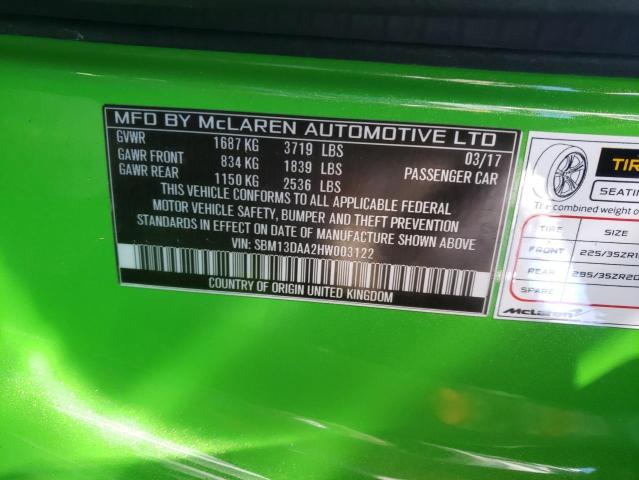 MFD BY McLAREN AUTOMOTIVE LTD
GVWR 1687 KG 3719 LBS 03/17
GAWR FRONT 834 KG 1839 LBS PASSENGER CAR
GAWR REAR 1150 KG 2536 LBS
THIS VEHICLE CONFORMS TO ALL APPLICABLE FEDERAL
MOTOR VEHICLE SAFETY, BUMPER AND THEFT PREVENTION
STANDARDS IN EFFECT ON DATE OF MANUFACTURE SHOWN ABOVE
VIN: SBM13DAA2HW003122
COUNTRY OF ORIGIN UNITED KINGDOM
TIR
SEATIN
The combined weight o
TIRE SIZE
FRONT 225/35ZR1
REAR 285/35ZR20
SPARE
McLaren